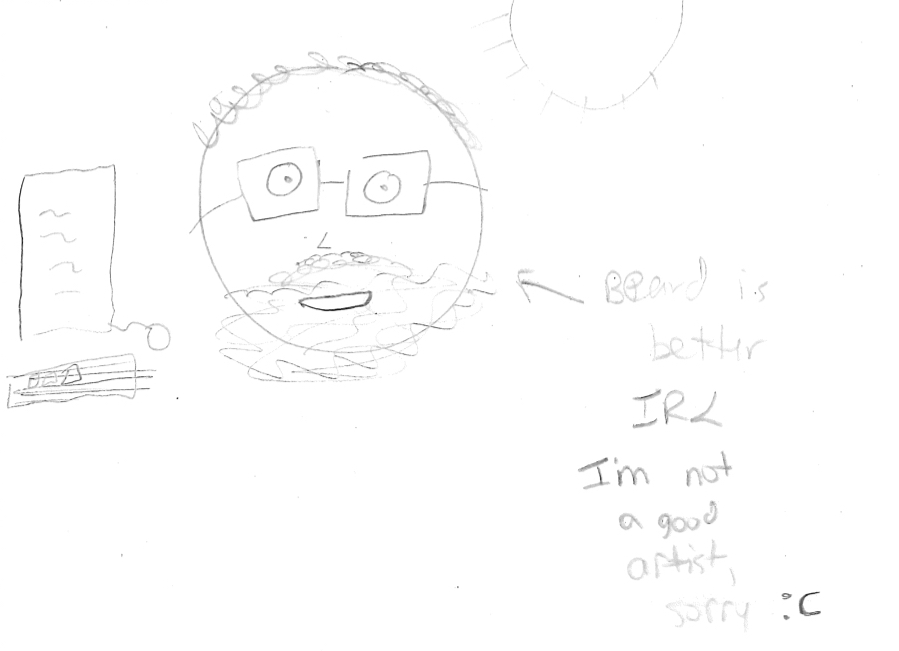 Beard is
better
IRL
I'm not
a good
artist,
sorry :C